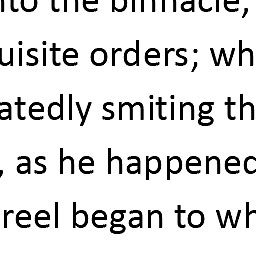 nto the binnacle,
uisite orders; wh
atedly smiting th
, as he happened
reel began to wh